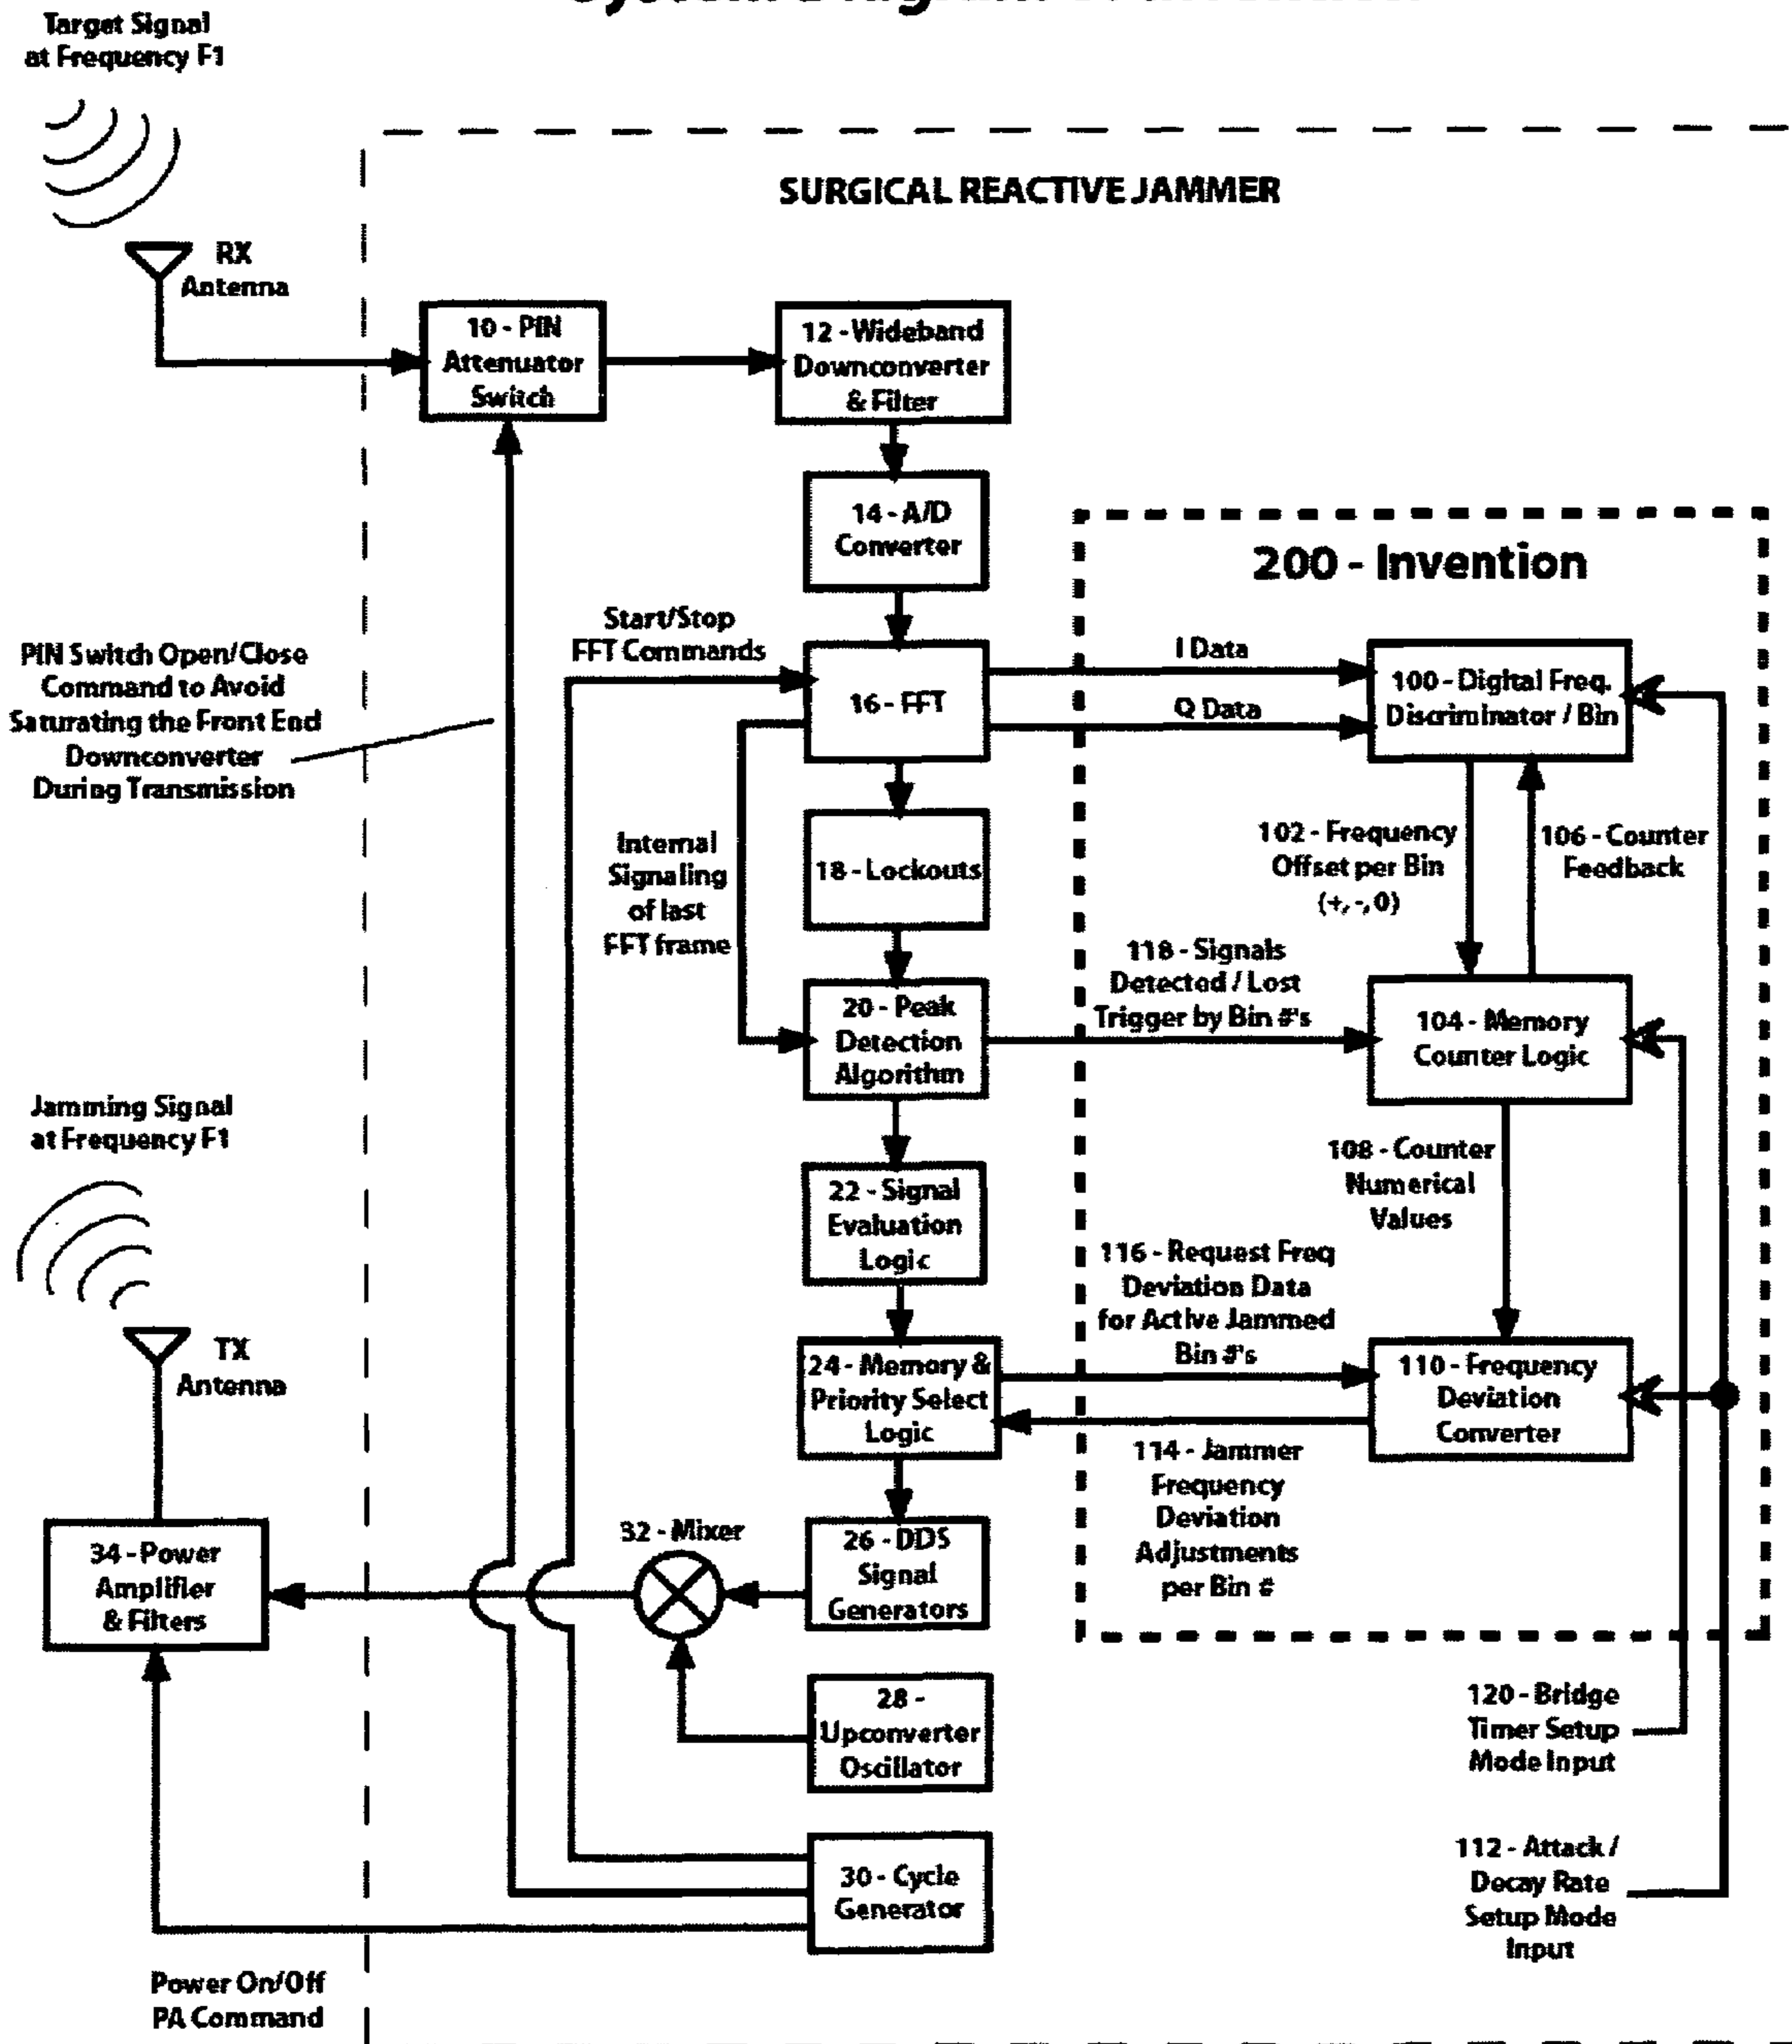 Target Signal
at Frequency F1
SURGICAL REACTIVE JAMMER
RX
Antenna
10 - PIN
Attenuator
Switch
12 - Wideband
Downconverter
& Filter
14 - A/D
Converter
200 - Invention
Start/Stop
FFT Commands
PIN Switch Open/Close
Command to Avoid
Saturating the Front End
Downconverter
During Transmission
16 - FFT
I Data
Q Data
100 - Digital Freq.
Discriminator / Bin
Internal
Signaling
of last
FFT frame
18 - Lockouts
102 - Frequency
Offset per Bin
(+, -, 0)
106 - Counter
Feedback
118 - Signals
Detected / Lost
Trigger by Bin #'s
20 - Peak
Detection
Algorithm
104 - Memory
Counter Logic
Jamming Signal
at Frequency F1
108 - Counter
Numerical
Values
22 - Signal
Evaluation
Logic
116 - Request Freq
Deviation Data
for Active Jammed
Bin #'s
TX
Antenna
24 - Memory &
Priority Select
Logic
110 - Frequency
Deviation
Converter
114 - Jammer
Frequency
Deviation
Adjustments
per Bin #
34 - Power
Amplifier
& Filters
32 - Mixer
26 - DDS
Signal
Generators
28 -
Upconverter
Oscillator
120 - Bridge
Timer Setup
Mode Input
30 - Cycle
Generator
112 - Attack /
Decay Rate
Setup Mode
Input
Power On/Off
PA Command